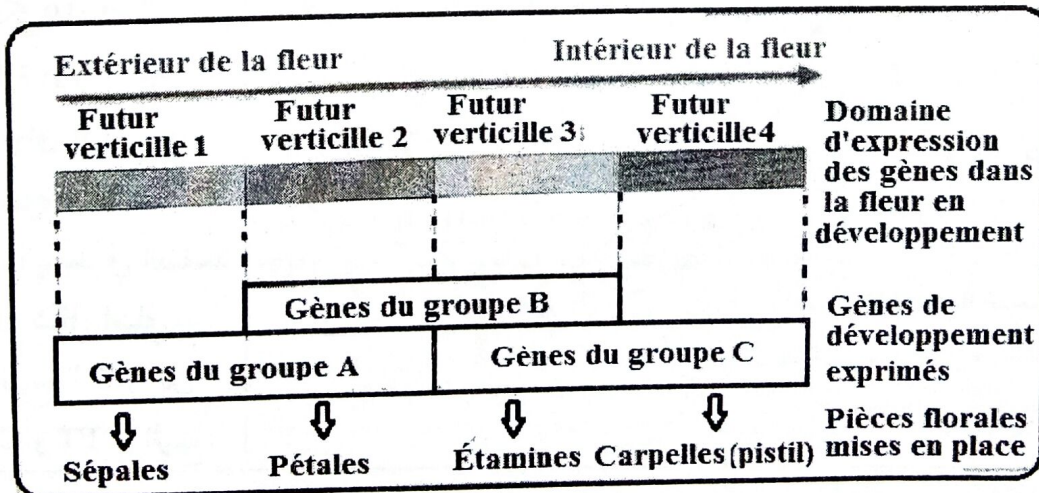 Extérieur de la fleur Intérieur de la fleur
Futur verticille 1
Futur verticille 2
Futur verticille 3
Futur verticille 4
Domaine
d'expression
des gènes dans
la fleur en
développement
Gènes du groupe B
Gènes du groupe A
Gènes du groupe C
Gènes de
développement
exprimés
Sépales
Pétales
Étamines
Carpelles (pistil)
Pièces florales
mises en place